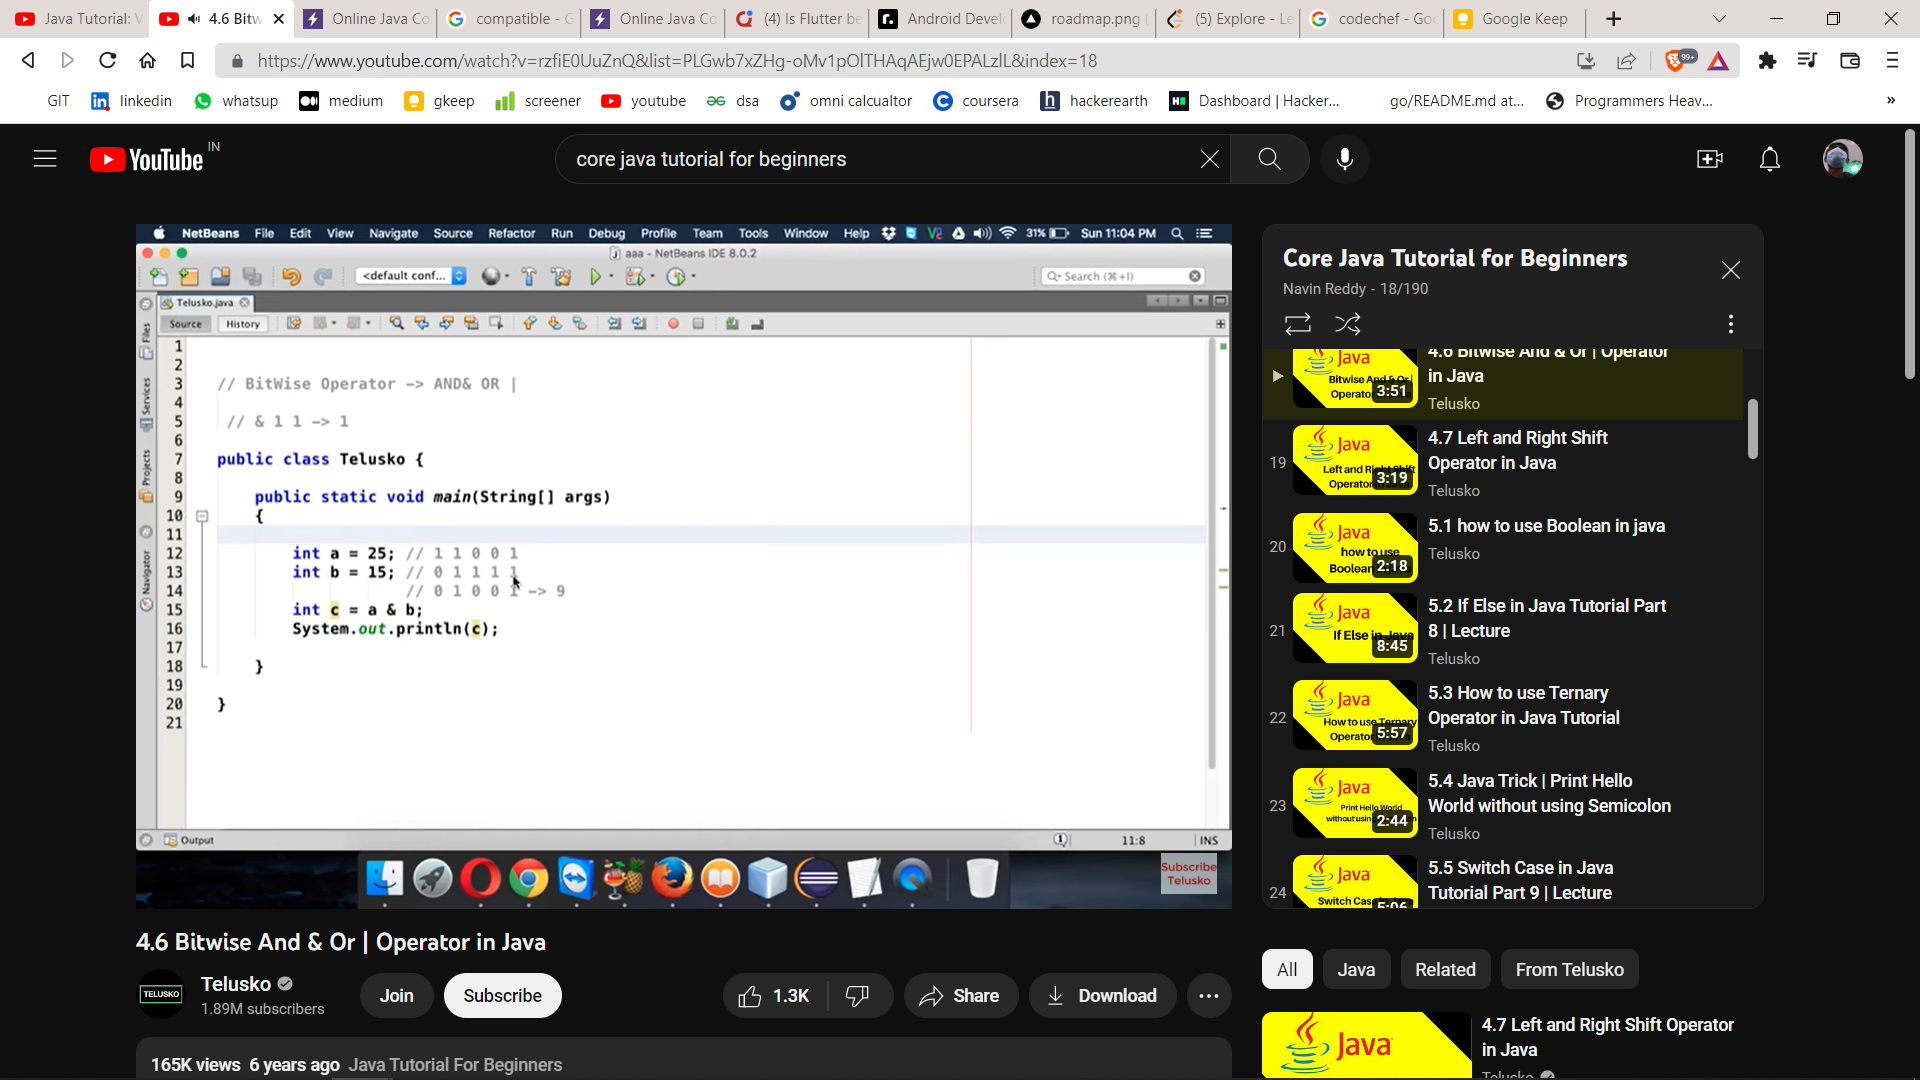 Java Tutorial: V
4.6 Bitw
Online Java Co
compatible - G
Online Java Co
(4) Is Flutter be
Android Devel
roadmap.png (
(5) Explore - Le
codechef - Goo
Google Keep
https://www.youtube.com/watch?v=rzfiE0UuZnQ&list=PLGwb7xZHg-oMv1pOlTHAqAEjw0EPALzlL&index=18
99+
GIT linkedin whatsup medium gkeep screener youtube dsa omni calcualtor coursera hackerearth Dashboard | Hacker... go/README.md at... Programmers Heav... »
YouTube IN
core java tutorial for beginners
NetBeans File Edit View Navigate Source Refactor Run Debug Profile Team Tools Window Help 31% Sun 11:04 PM
aaa - NetBeans IDE 8.0.2
<default conf...
Search (⌘+I)
Telusko.java
Source History
Files
Services
Projects
Navigator
1
2
3 // BitWise Operator -> AND& OR |
4
5 // & 1 1 -> 1
6
7 public class Telusko {
8
9 public static void main(String[] args)
10 {
11
12 int a = 25; // 1 1 0 0 1
13 int b = 15; // 0 1 1 1 1
14 // 0 1 0 0 1 -> 9
15 int c = a & b;
16 System.out.println(c);
17
18 }
19
20 }
21
Output
11:8 INS
Subscribe
Telusko
4.6 Bitwise And & Or | Operator in Java
TELUSKO
Telusko
1.89M subscribers
Join
Subscribe
1.3K
Share
Download
165K views 6 years ago Java Tutorial For Beginners
Core Java Tutorial for Beginners
Navin Reddy - 18/190
Java
Bitwise And & Or |
Operato
3:51
4.6 Bitwise And & Or | Operator
in Java
Telusko
19
Java
Left and Right Shift
Operator in Java
3:19
4.7 Left and Right Shift
Operator in Java
Telusko
20
Java
how to use
Boolean
2:18
5.1 how to use Boolean in java
Telusko
21
Java
If Else in Java
8:45
5.2 If Else in Java Tutorial Part
8 | Lecture
Telusko
22
Java
How to use Ternary
Operator
5:57
5.3 How to use Ternary
Operator in Java Tutorial
Telusko
23
Java
Print Hello World
without using
2:44
5.4 Java Trick | Print Hello
World without using Semicolon
Telusko
24
Java
Switch Case
5:06
5.5 Switch Case in Java
Tutorial Part 9 | Lecture
All Java Related From Telusko
Java
4.7 Left and Right Shift Operator
in Java
Telusko